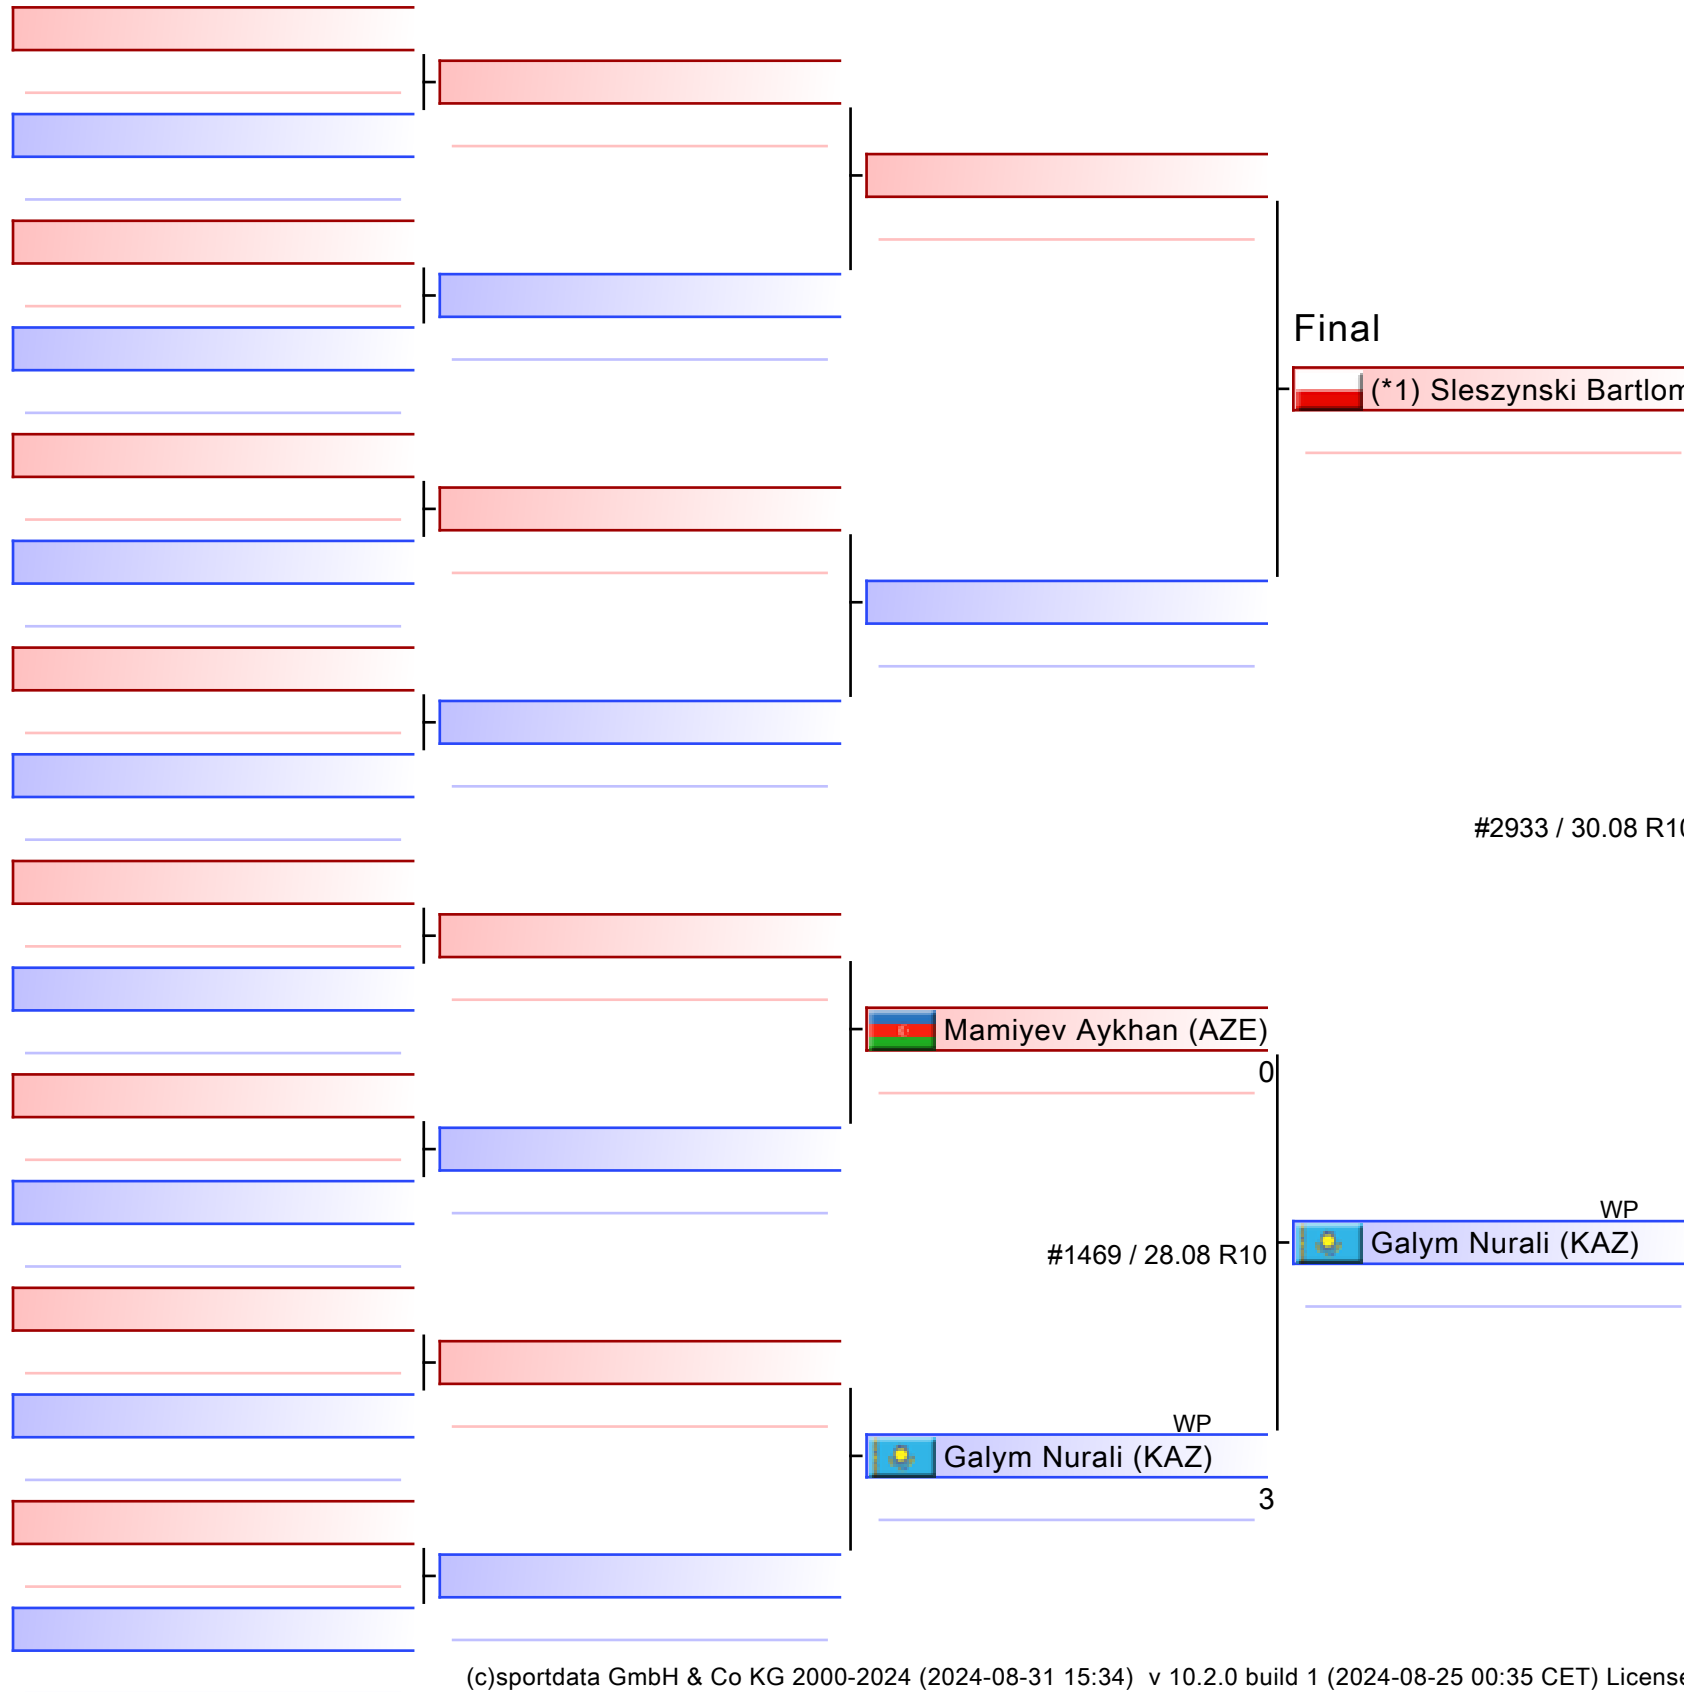 Final
(*1) Sleszynski Bartlom
#2933 / 30.08 R10
Mamiyev Aykhan (AZE)
0
WP
Galym Nurali (KAZ)
#1469 / 28.08 R10
WP
Galym Nurali (KAZ)
3
(c)sportdata GmbH & Co KG 2000-2024 (2024-08-31 15:34) v 10.2.0 build 1 (2024-08-25 00:35 CET) License